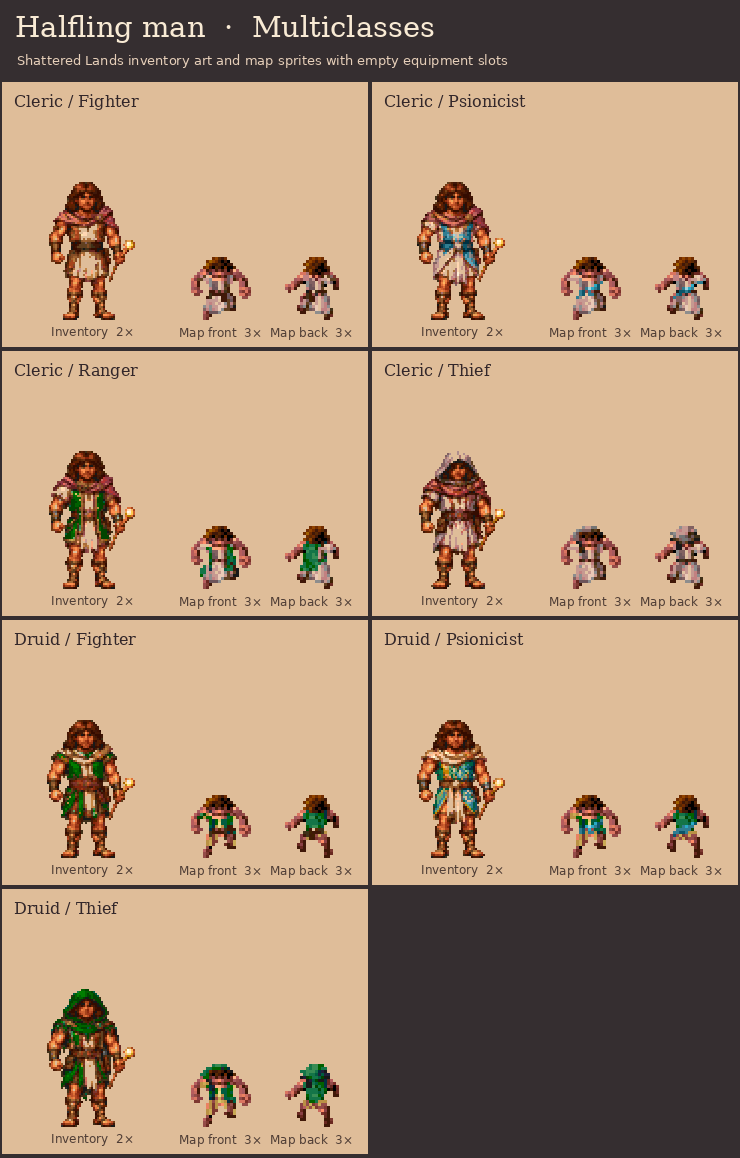 Halfling man · Multiclasses
Shattered Lands inventory art and map sprites with empty equipment slots
Cleric / Fighter
Inventory 2× Map front 3× Map back 3×
Cleric / Psionicist
Inventory 2× Map front 3× Map back 3×
Cleric / Ranger
Inventory 2× Map front 3× Map back 3×
Cleric / Thief
Inventory 2× Map front 3× Map back 3×
Druid / Fighter
Inventory 2× Map front 3× Map back 3×
Druid / Psionicist
Inventory 2× Map front 3× Map back 3×
Druid / Thief
Inventory 2× Map front 3× Map back 3×